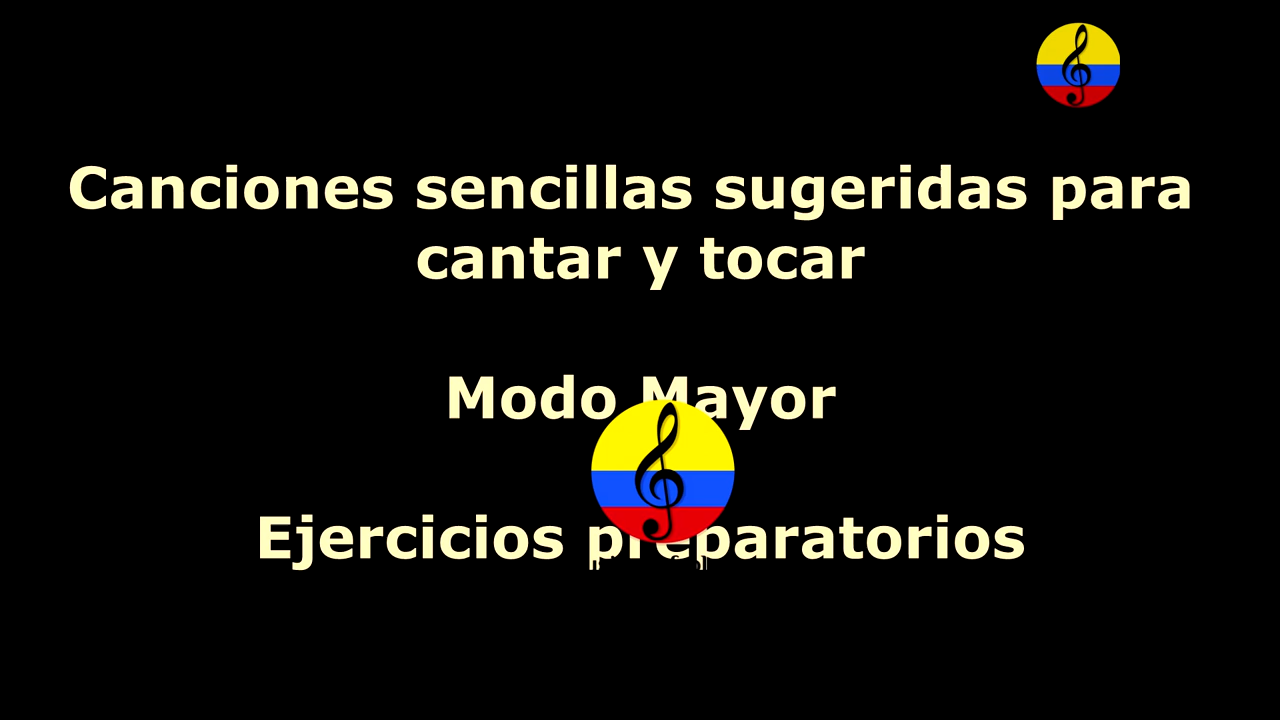 Canciones sencillas sugeridas para
cantar y tocar
Modo Mayor
Ejercicios preparatorios